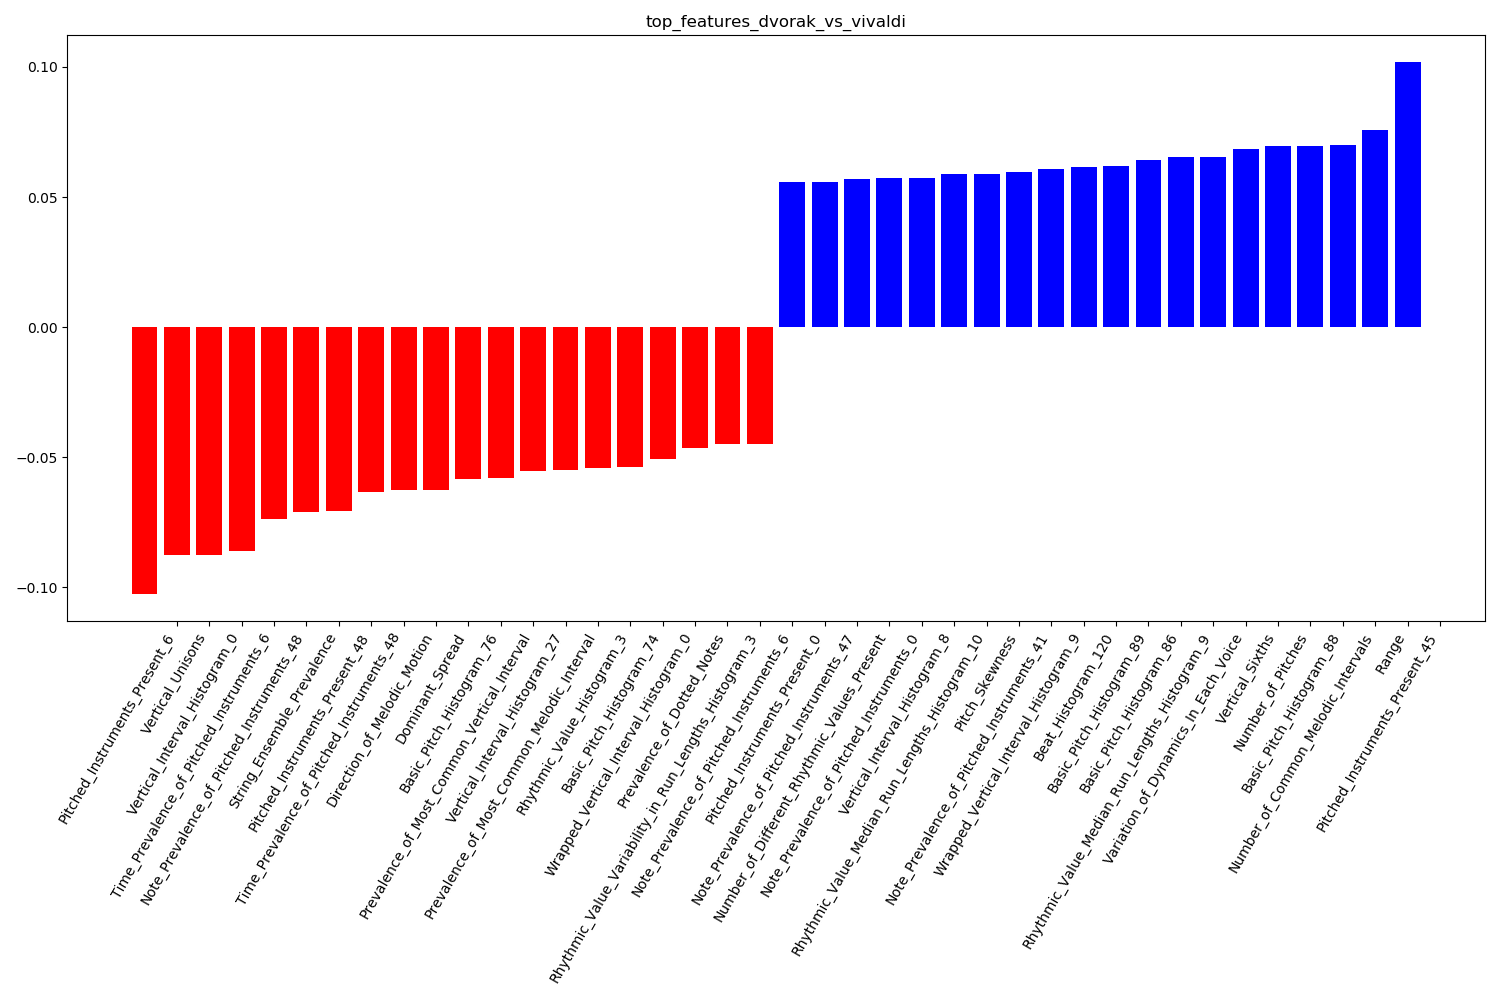 top_features_dvorak_vs_vivaldi
0.10
0.05
0.00
−0.05
−0.10
Pitched_Instruments_Present_6
Vertical_Unisons
Vertical_Interval_Histogram_0
Time_Prevalence_of_Pitched_Instruments_6
Note_Prevalence_of_Pitched_Instruments_48
String_Ensemble_Prevalence
Pitched_Instruments_Present_48
Time_Prevalence_of_Pitched_Instruments_48
Direction_of_Melodic_Motion
Dominant_Spread
Basic_Pitch_Histogram_76
Prevalence_of_Most_Common_Vertical_Interval
Vertical_Interval_Histogram_27
Prevalence_of_Most_Common_Melodic_Interval
Rhythmic_Value_Histogram_3
Basic_Pitch_Histogram_74
Wrapped_Vertical_Interval_Histogram_0
Prevalence_of_Dotted_Notes
Rhythmic_Value_Variability_in_Run_Lengths_Histogram_3
Note_Prevalence_of_Pitched_Instruments_6
Pitched_Instruments_Present_0
Note_Prevalence_of_Pitched_Instruments_47
Number_of_Different_Rhythmic_Values_Present
Note_Prevalence_of_Pitched_Instruments_0
Vertical_Interval_Histogram_8
Rhythmic_Value_Median_Run_Lengths_Histogram_10
Pitch_Skewness
Note_Prevalence_of_Pitched_Instruments_41
Wrapped_Vertical_Interval_Histogram_9
Beat_Histogram_120
Basic_Pitch_Histogram_89
Basic_Pitch_Histogram_86
Rhythmic_Value_Median_Run_Lengths_Histogram_9
Variation_of_Dynamics_In_Each_Voice
Vertical_Sixths
Number_of_Pitches
Basic_Pitch_Histogram_88
Number_of_Common_Melodic_Intervals
Range
Pitched_Instruments_Present_45